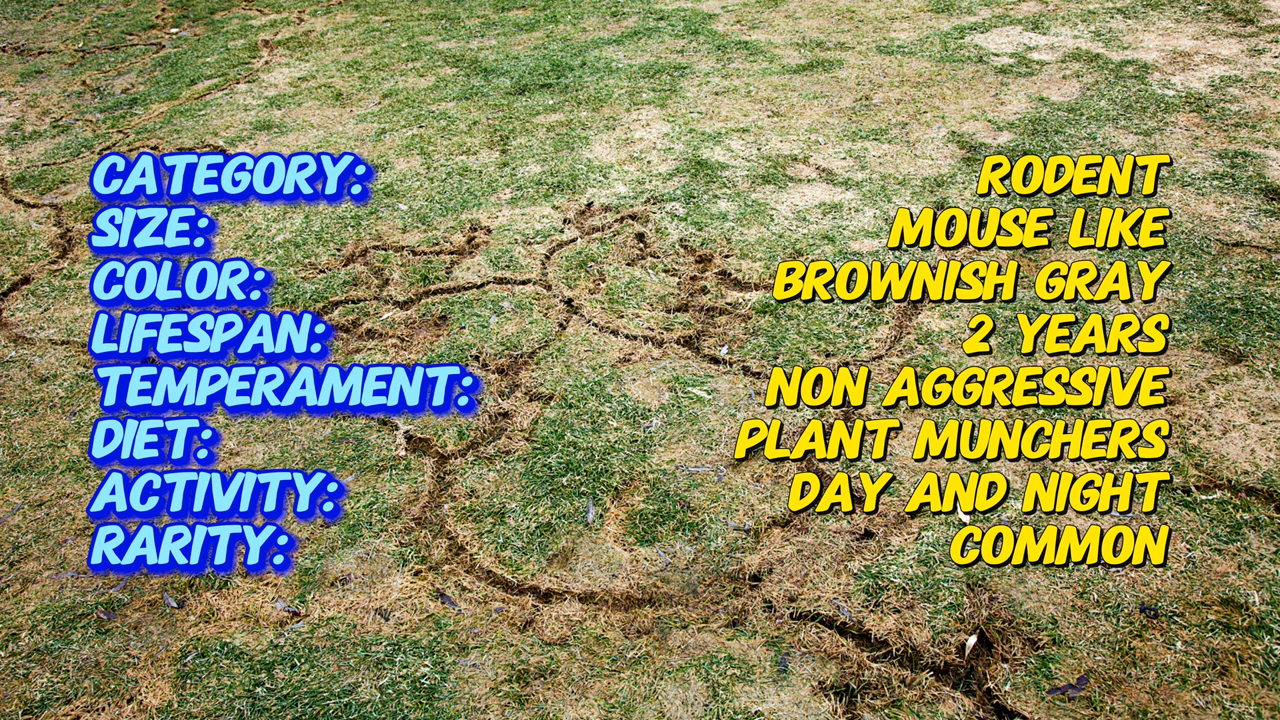 CATEGORY: RODENT
SIZE: MOUSE LIKE
COLOR: BROWNISH GRAY
LIFESPAN: 2 YEARS
TEMPERAMENT: NON AGGRESSIVE
DIET: PLANT MUNCHERS
ACTIVITY: DAY AND NIGHT
RARITY: COMMON